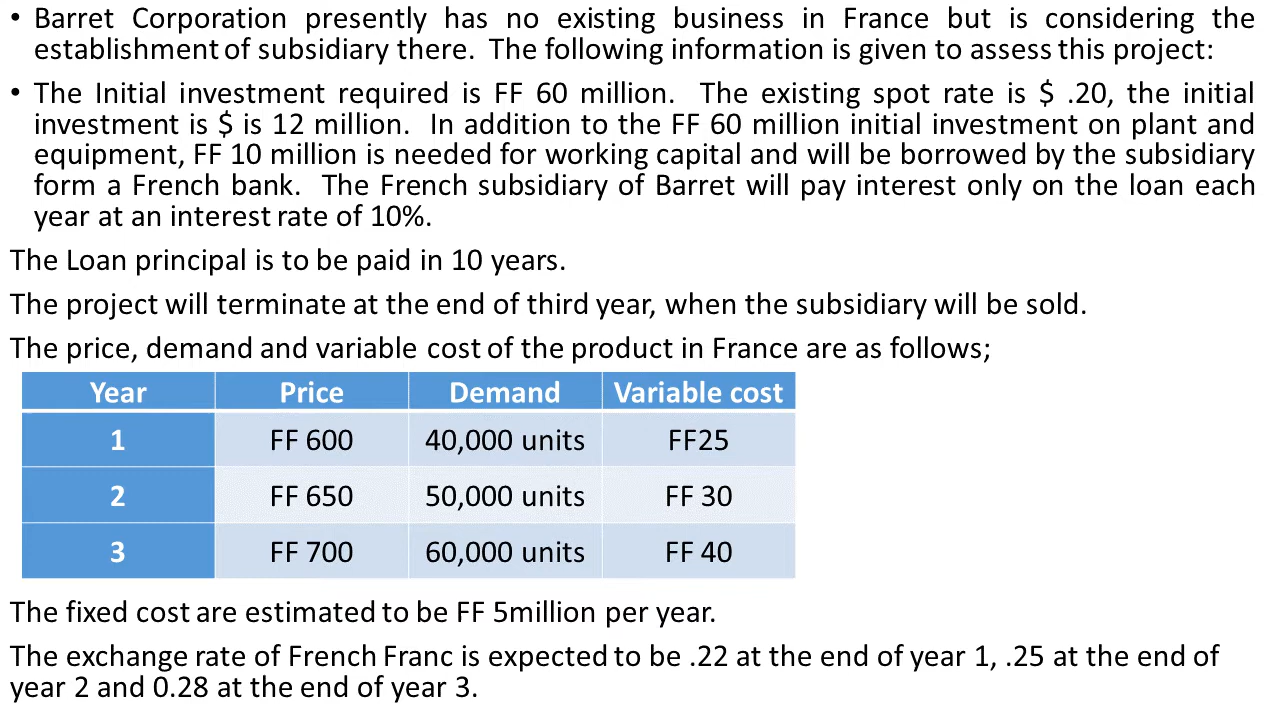 • Barret Corporation presently has no existing business in France but is considering the
establishment of subsidiary there. The following information is given to assess this project:
• The Initial investment required is FF 60 million. The existing spot rate is $ .20, the initial
investment is $ is 12 million. In addition to the FF 60 million initial investment on plant and
equipment, FF 10 million is needed for working capital and will be borrowed by the subsidiary
form a French bank. The French subsidiary of Barret will pay interest only on the loan each
year at an interest rate of 10%.
The Loan principal is to be paid in 10 years.
The project will terminate at the end of third year, when the subsidiary will be sold.
The price, demand and variable cost of the product in France are as follows;
Year Price Demand Variable cost
1 FF 600 40,000 units FF25
2 FF 650 50,000 units FF 30
3 FF 700 60,000 units FF 40
The fixed cost are estimated to be FF 5million per year.
The exchange rate of French Franc is expected to be .22 at the end of year 1, .25 at the end of
year 2 and 0.28 at the end of year 3.